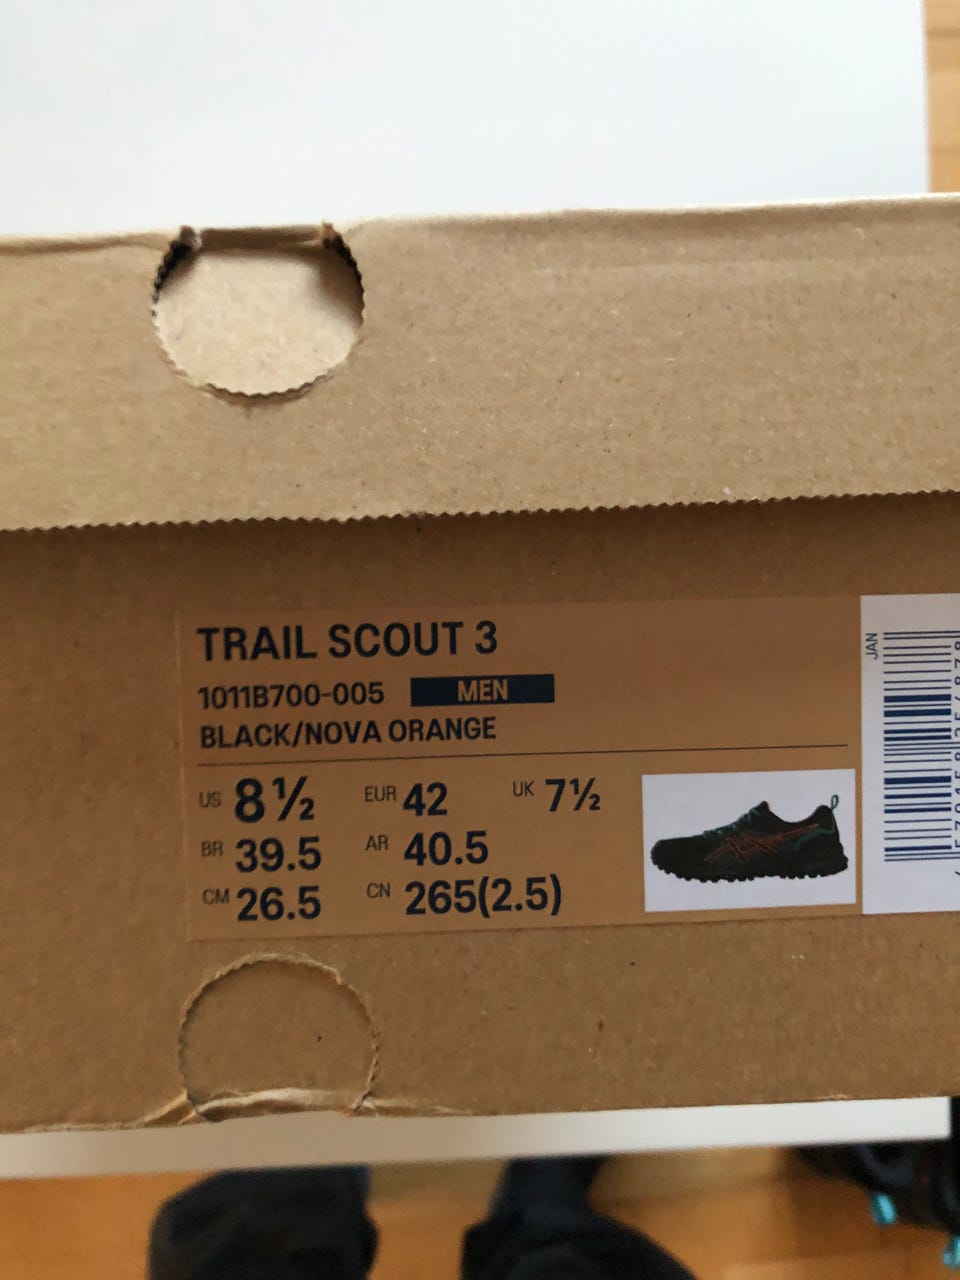 TRAIL SCOUT 3
1011B700-005 MEN
BLACK/NOVA ORANGE
US 8½ EUR 42 UK 7½
BR 39.5 AR 40.5
CM 26.5 CN 265(2.5)
JAN